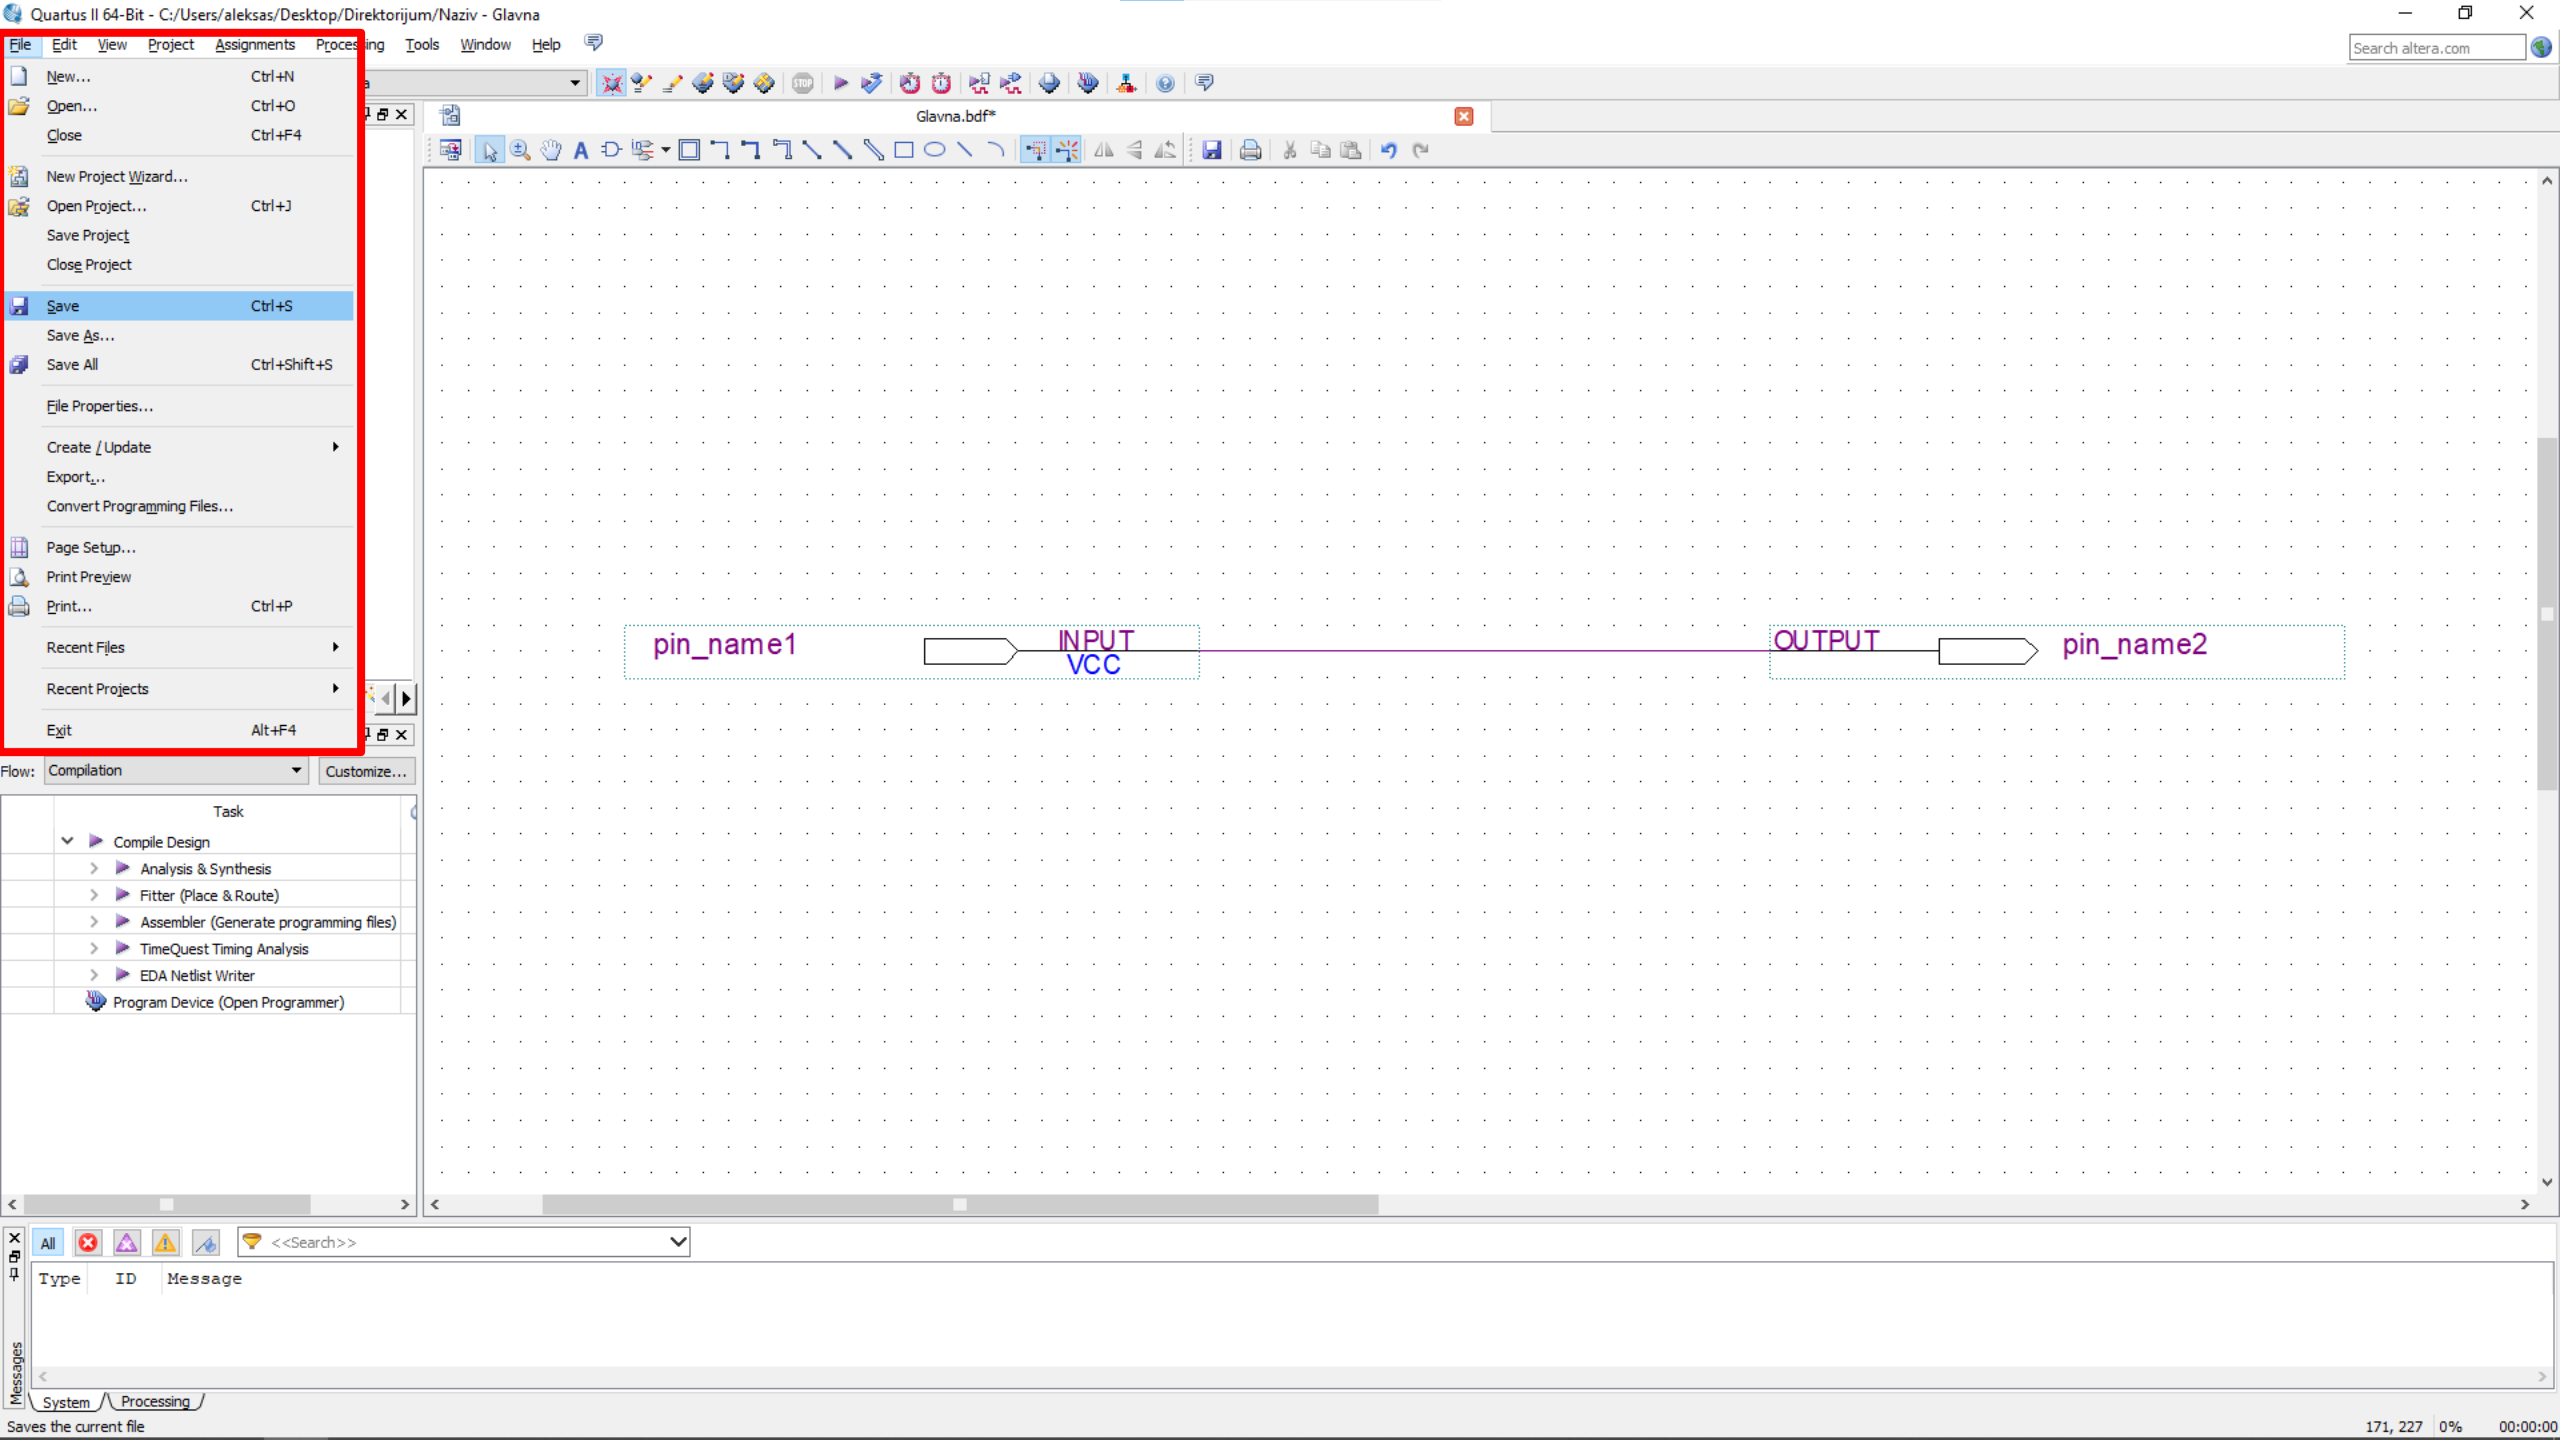 Quartus II 64-Bit - C:/Users/aleksas/Desktop/Direktorijum/Naziv - Glavna
File Edit View Project Assignments Processing Tools Window Help
Search altera.com
New... Ctrl+N
Open... Ctrl+O
Close Ctrl+F4
New Project Wizard...
Open Project... Ctrl+J
Save Project
Close Project
Save Ctrl+S
Save As...
Save All Ctrl+Shift+S
File Properties...
Create / Update
Export...
Convert Programming Files...
Page Setup...
Print Preview
Print... Ctrl+P
Recent Files
Recent Projects
Exit Alt+F4
a
STOP
Glavna.bdf*
pin_name1
INPUT
VCC
OUTPUT
pin_name2
Flow: Compilation Customize...
Task
Compile Design
Analysis & Synthesis
Fitter (Place & Route)
Assembler (Generate programming files)
TimeQuest Timing Analysis
EDA Netlist Writer
Program Device (Open Programmer)
All <<Search>>
Type ID Message
Messages
System Processing
Saves the current file
171, 227 0% 00:00:00